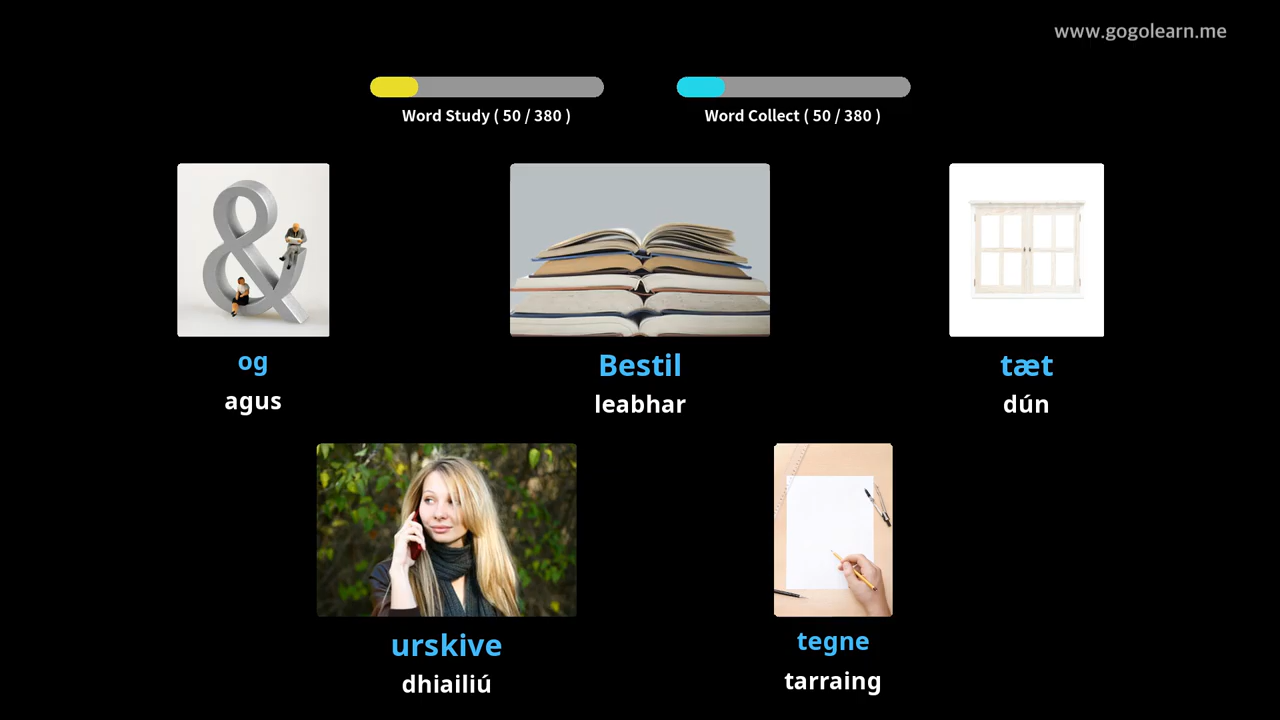 www.gogolearn.me
Word Study ( 50 / 380 )
Word Collect ( 50 / 380 )
&
og
agus
Bestil
leabhar
tæt
dún
urskive
dhiailiú
tegne
tarraing